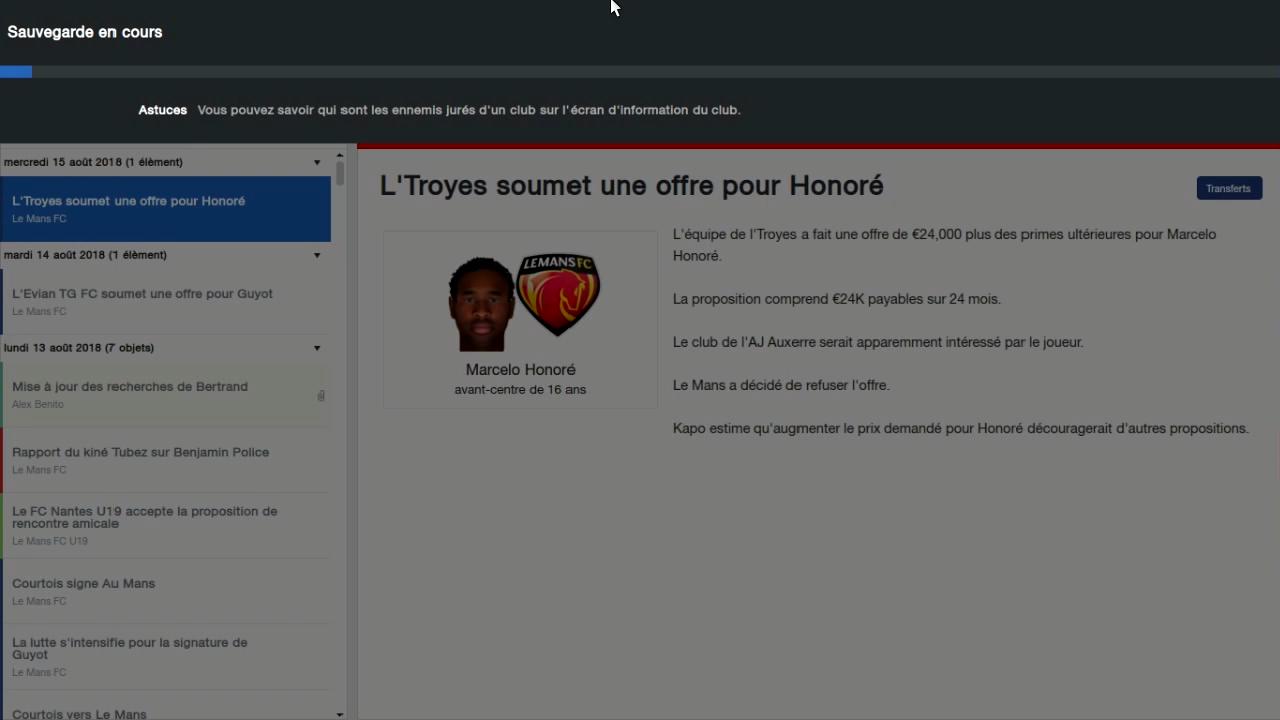 Sauvegarde en cours
Astuces Vous pouvez savoir qui sont les ennemis jurés d'un club sur l'écran d'information du club.
mercredi 15 août 2018 (1 élèment)
L'Troyes soumet une offre pour Honoré
Le Mans FC
mardi 14 août 2018 (1 élèment)
L'Evian TG FC soumet une offre pour Guyot
Le Mans FC
lundi 13 août 2018 (7 objets)
Mise à jour des recherches de Bertrand
Alex Benito
Rapport du kiné Tubez sur Benjamin Police
Le Mans FC
Le FC Nantes U19 accepte la proposition de
rencontre amicale
Le Mans FC U19
Courtois signe Au Mans
Le Mans FC
La lutte s'intensifie pour la signature de
Guyot
Le Mans FC
Courtois vers Le Mans
L'Troyes soumet une offre pour Honoré
Transferts
LEMANSFC
Marcelo Honoré
avant-centre de 16 ans
L'équipe de l'Troyes a fait une offre de €24,000 plus des primes ultérieures pour Marcelo
Honoré.
La proposition comprend €24K payables sur 24 mois.
Le club de l'AJ Auxerre serait apparemment intéressé par le joueur.
Le Mans a décidé de refuser l'offre.
Kapo estime qu'augmenter le prix demandé pour Honoré découragerait d'autres propositions.